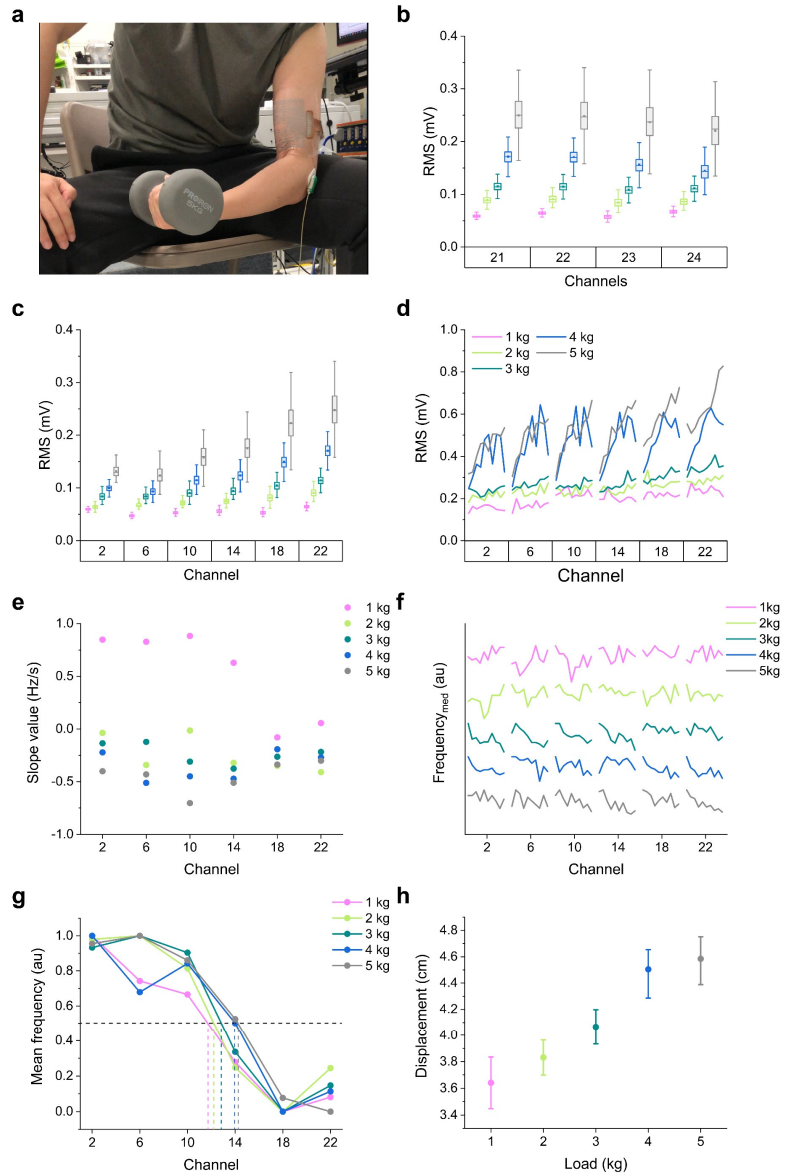 a
PROIRON
5KG
b
RMS (mV)
0.4
0.3
0.2
0.1
0.0
21 22 23 24
Channels
c
RMS (mV)
0.4
0.3
0.2
0.1
0.0
2 6 10 14 18 22
Channel
d
RMS (mV)
1.0
0.8
0.6
0.4
0.2
0.0
1 kg 4 kg
2 kg 5 kg
3 kg
2 6 10 14 18 22
Channel
e
Slope value (Hz/s)
1.0
0.5
0.0
-0.5
-1.0
1 kg
2 kg
3 kg
4 kg
5 kg
2 6 10 14 18 22
Channel
f
Frequencymed (au)
1kg
2kg
3kg
4kg
5kg
2 6 10 14 18 22
Channel
g
Mean frequency (au)
1.0
0.8
0.6
0.4
0.2
0.0
1 kg
2 kg
3 kg
4 kg
5 kg
2 6 10 14 18 22
Channel
h
Displacement (cm)
4.8
4.6
4.4
4.2
4.0
3.8
3.6
3.4
1 2 3 4 5
Load (kg)